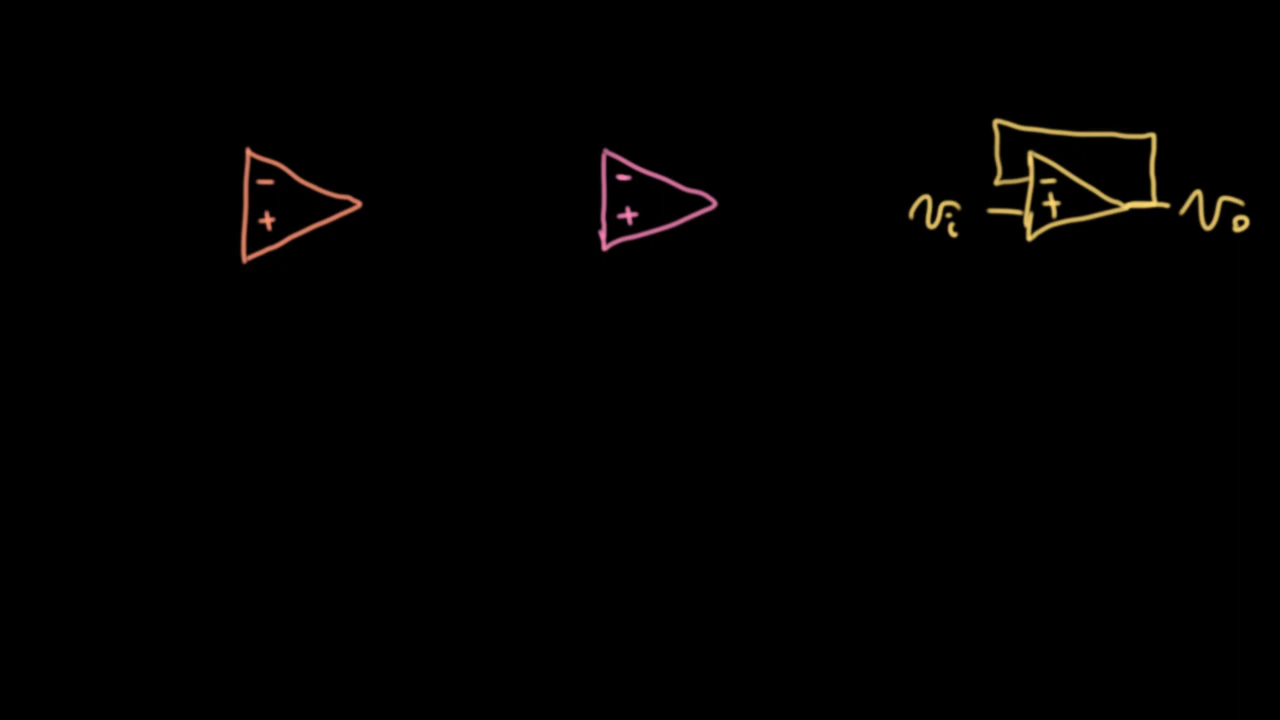 - - -
+ + +
vᵢ vₒ